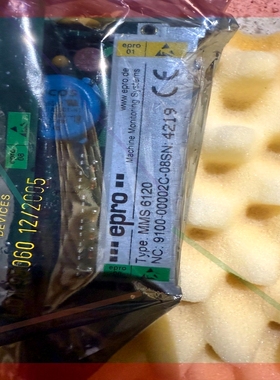 epro
01
www.epro.de
Machine Monitoring Systems
epro
Type: MMS 6120
NC. 9100-00002C-08SN: 4219
CE
DEVICES
060 12/2005